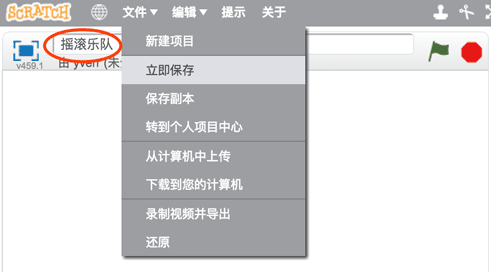 SCRATCH 文件 编辑 提示 关于
摇滚乐队
由 yven (未
v459.1
新建项目
立即保存
保存副本
转到个人项目中心
从计算机中上传
下载到您的计算机
录制视频并导出
还原